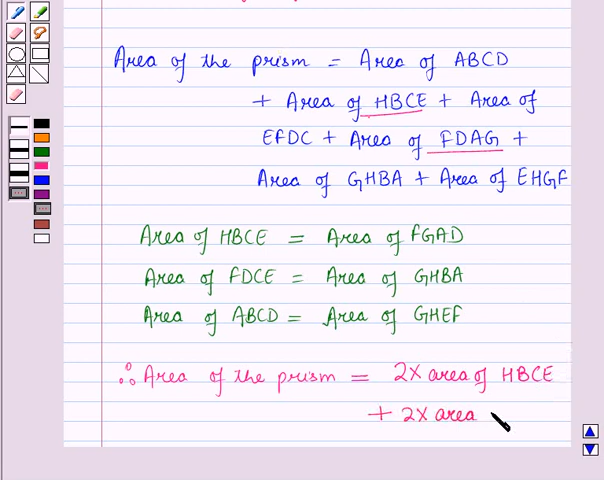 Area of the prism = Area of ABCD
+ Area of HBCE + Area of
EFDC + Area of FDAG +
Area of GHBA + Area of EHGF
Area of HBCE = Area of FGAD
Area of FDCE = Area of GHBA
Area of ABCD = Area of GHEF
∴ Area of the prism = 2X area of HBCE
+ 2X area